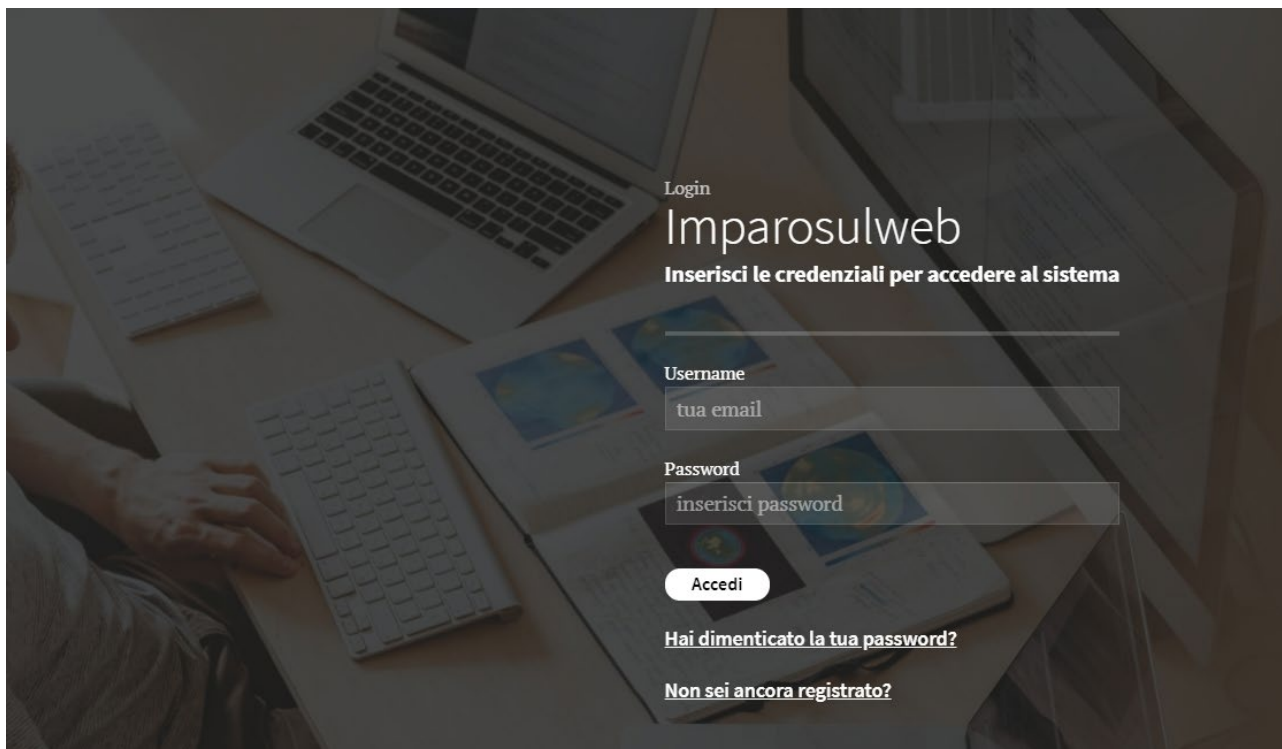 Login
Imparosulweb
Inserisci le credenziali per accedere al sistema
Username
tua email
Password
inserisci password
Accedi
Hai dimenticato la tua password?
Non sei ancora registrato?